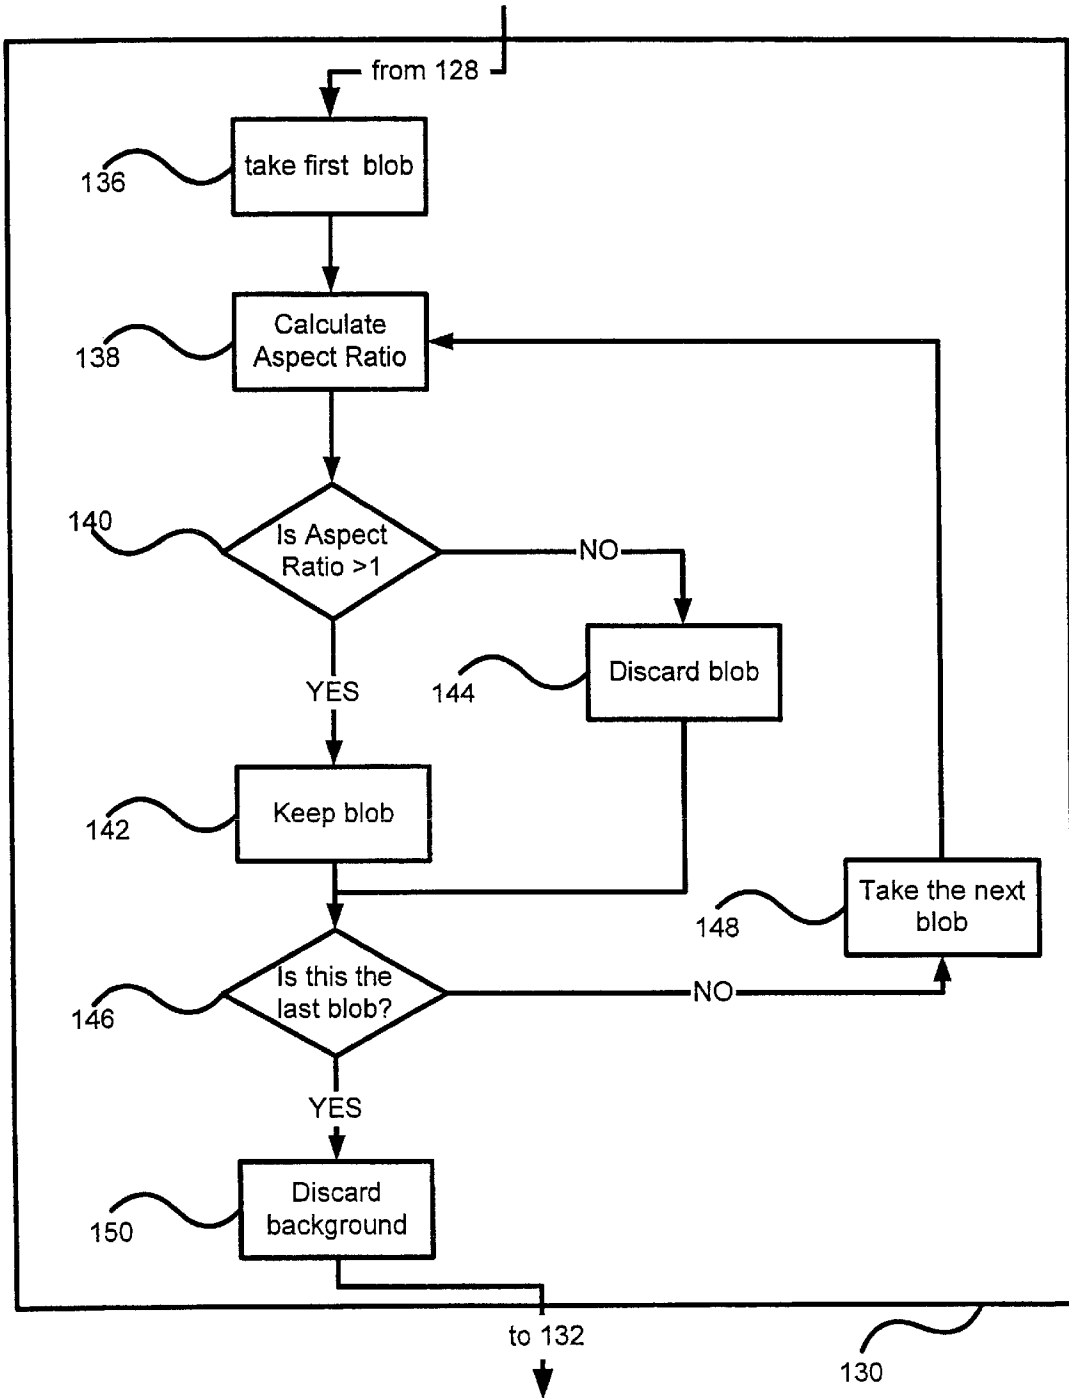 from 128
take first blob
136
Calculate
Aspect Ratio
138
140
Is Aspect
Ratio >1
NO
YES
144
Discard blob
142
Keep blob
148
Take the next
blob
146
Is this the
last blob?
NO
YES
150
Discard
background
to 132
130